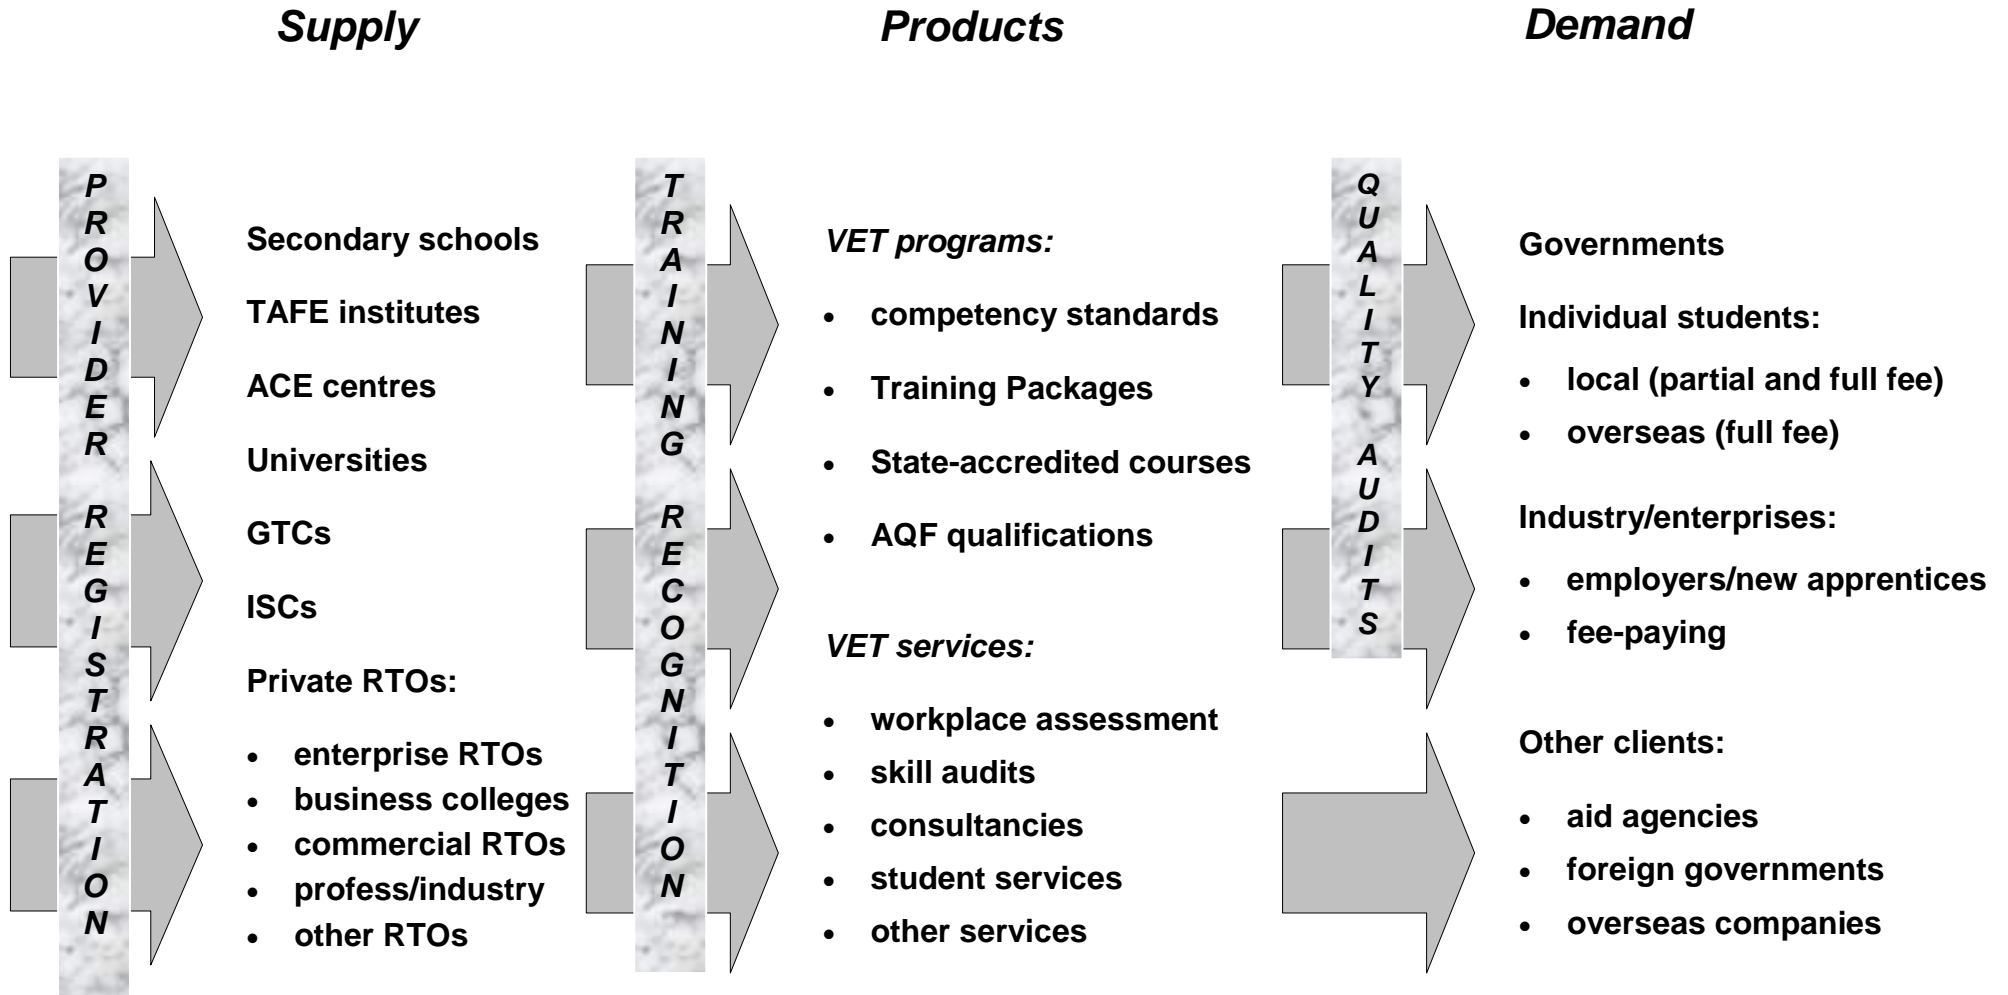 Supply
Products
Demand
PROVIDER REGISTRATION
Secondary schools
TAFE institutes
ACE centres
Universities
GTCs
ISCs
Private RTOs:
• enterprise RTOs
• business colleges
• commercial RTOs
• profess/industry
• other RTOs
TRAINING RECOGNITION
VET programs:
• competency standards
• Training Packages
• State-accredited courses
• AQF qualifications
VET services:
• workplace assessment
• skill audits
• consultancies
• student services
• other services
QUALITY AUDITS
Governments
Individual students:
• local (partial and full fee)
• overseas (full fee)
Industry/enterprises:
• employers/new apprentices
• fee-paying
Other clients:
• aid agencies
• foreign governments
• overseas companies